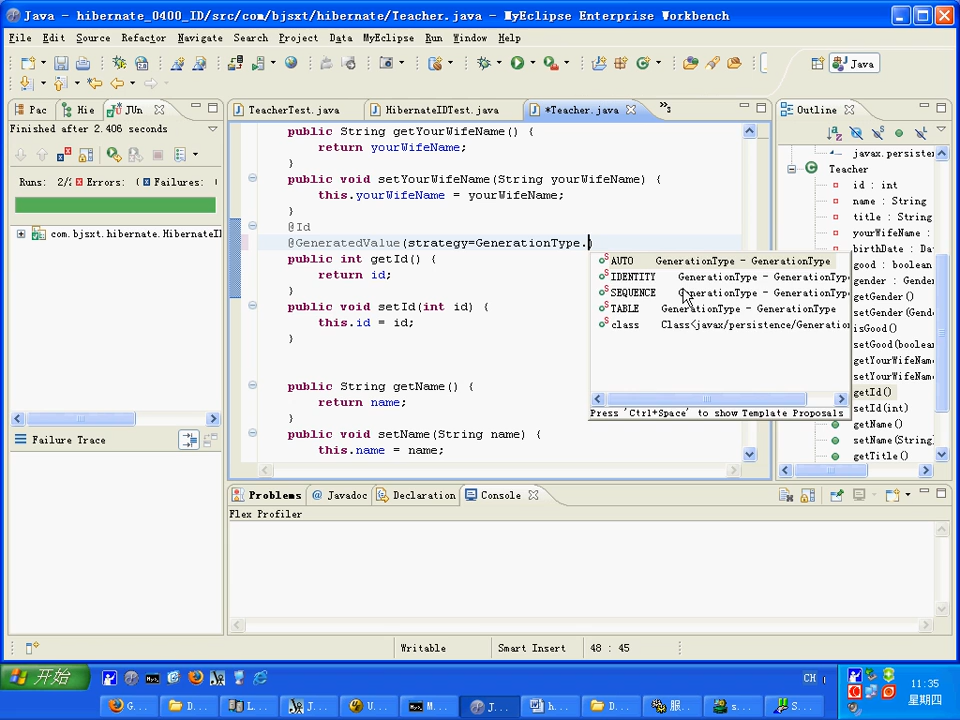 Java - hibernate_0400_ID/src/com/bjsxt/hibernate/Teacher.java - MyEclipse Enterprise Workbench
File Edit Source Refactor Navigate Search Project Data MyEclipse Run Window Help
Java
Pac Hie JUn
Finished after 2.406 seconds
Runs: 2/2 Errors: Failures:
com.bjsxt.hibernate.HibernateI
Failure Trace
TeacherTest.java HibernateIDTest.java *Teacher.java »3
public String getYourWifeName() {
return yourWifeName;
}
public void setYourWifeName(String yourWifeName) {
this.yourWifeName = yourWifeName;
}
@Id
@GeneratedValue(strategy=GenerationType.)
public int getId() {
return id;
}
public void setId(int id) {
this.id = id;
}
public String getName() {
return name;
}
public void setName(String name) {
this.name = name;
AUTO GenerationType - GenerationType
IDENTITY GenerationType - GenerationType
SEQUENCE GenerationType - GenerationType
TABLE GenerationType - GenerationType
class Class<javax/persistence/Generatio
Press 'Ctrl+Space' to show Template Proposals
Outline
javax.persister
Teacher
id : int
name : String
title : String
yourWifeName :
birthDate : Da
good : boolean
gender : Gende
getGender()
setGender(Gend
isGood()
setGood(boolea
getYourWifeNam
setYourWifeNam
getId()
setId(int)
getName()
setName(String
getTitle()
Problems Javadoc Declaration Console
Flex Profiler
Writable Smart Insert 48 : 45
开始
CH
11:35
星期四
G... D... L... J... U... M... J... h... D... 服... s... S...